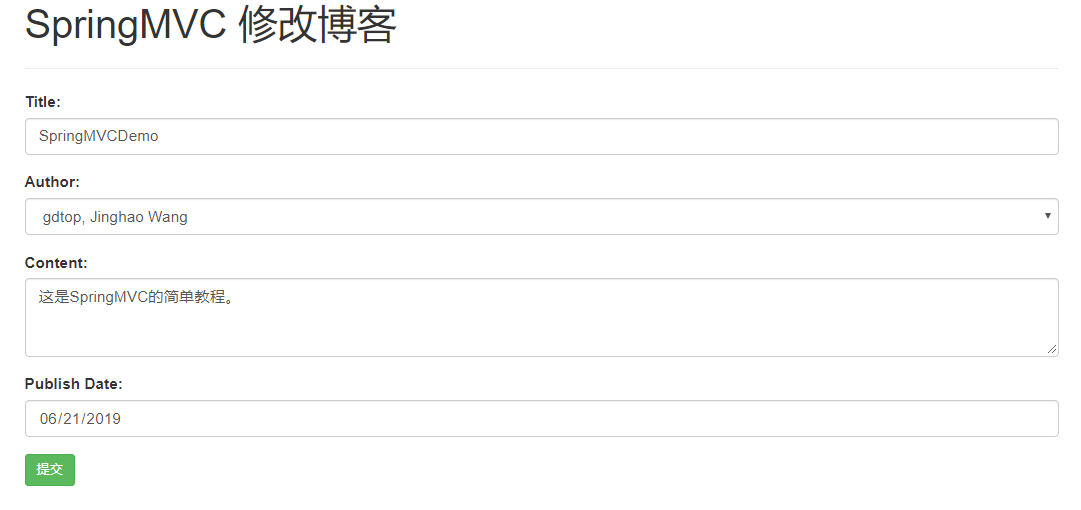 SpringMVC 修改博客
Title:
SpringMVCDemo
Author:
gdtop, Jinghao Wang
Content:
这是SpringMVC的简单教程。
Publish Date:
06/21/2019
提交